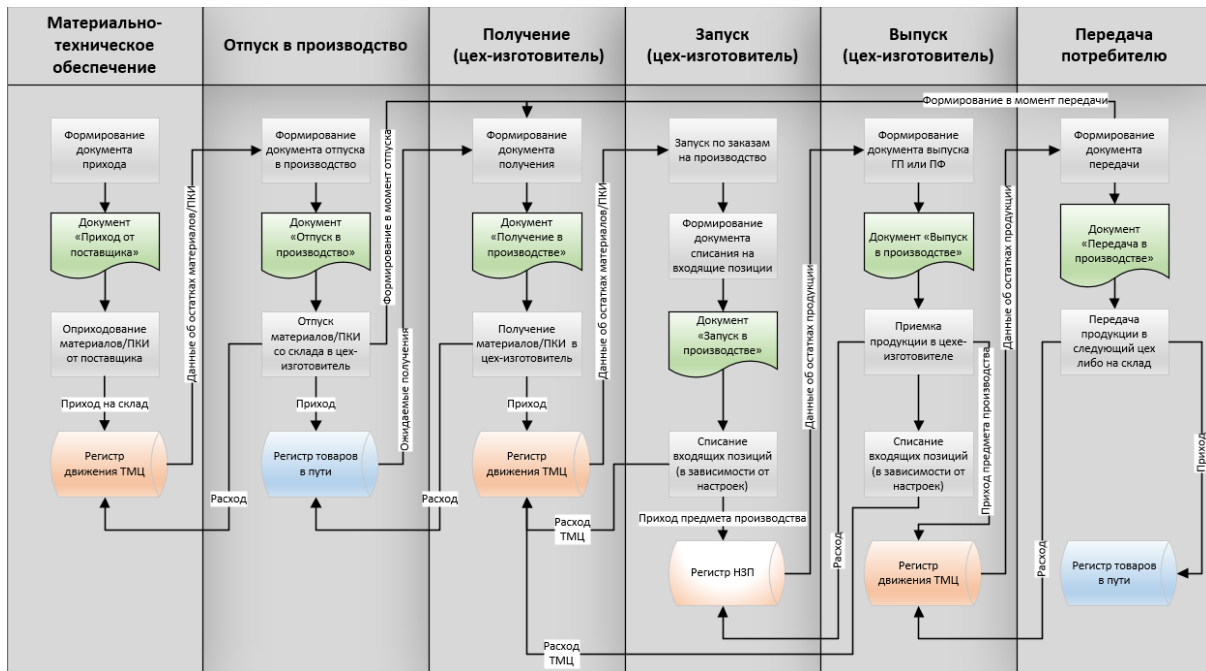 Материально-
техническое
обеспечение
Отпуск в производство
Получение
(цех-изготовитель)
Запуск
(цех-изготовитель)
Выпуск
(цех-изготовитель)
Передача
потребителю
Формирование в момент передачи
Формирование
документа
прихода
Документ
«Приход от
поставщика»
Оприходование
материалов/ПКИ
от поставщика
Приход на склад
Регистр
движения ТМЦ
Данные об остатках материалов/ПКИ
Формирование
документа отпуска
в производство
Документ
«Отпуск в
производство»
Отпуск
материалов/ПКИ
со склада в цех-
изготовитель
Приход
Регистр товаров
в пути
Расход
Формирование в момент отпуска
Ожидаемые получения
Формирование
документа
получения
Документ
«Получение в
производстве»
Получение
материалов/ПКИ в
цех-изготовитель
Приход
Регистр
движения ТМЦ
Расход
Данные об остатках материалов/ПКИ
Запуск по заказам
на производство
Формирование
документа
списания на
входящие позиции
Документ
«Запуск в
производстве»
Списание
входящих позиций
(в зависимости от
настроек)
Приход предмета производства
Расход
ТМЦ
Регистр НЗП
Данные об остатках продукции
Формирование
документа выпуска
ГП или ПФ
Документ «Выпуск
в производстве»
Приемка
продукции в цехе-
изготовителе
Списание
входящих позиций
(в зависимости от
настроек)
Приход предмета производства
Расход
Регистр
движения ТМЦ
Расход
ТМЦ
Данные об остатках продукции
Формирование
документа
передачи
Документ
«Передача в
производстве»
Передача
продукции в
следующий цех
либо на склад
Приход
Расход
Регистр товаров
в пути